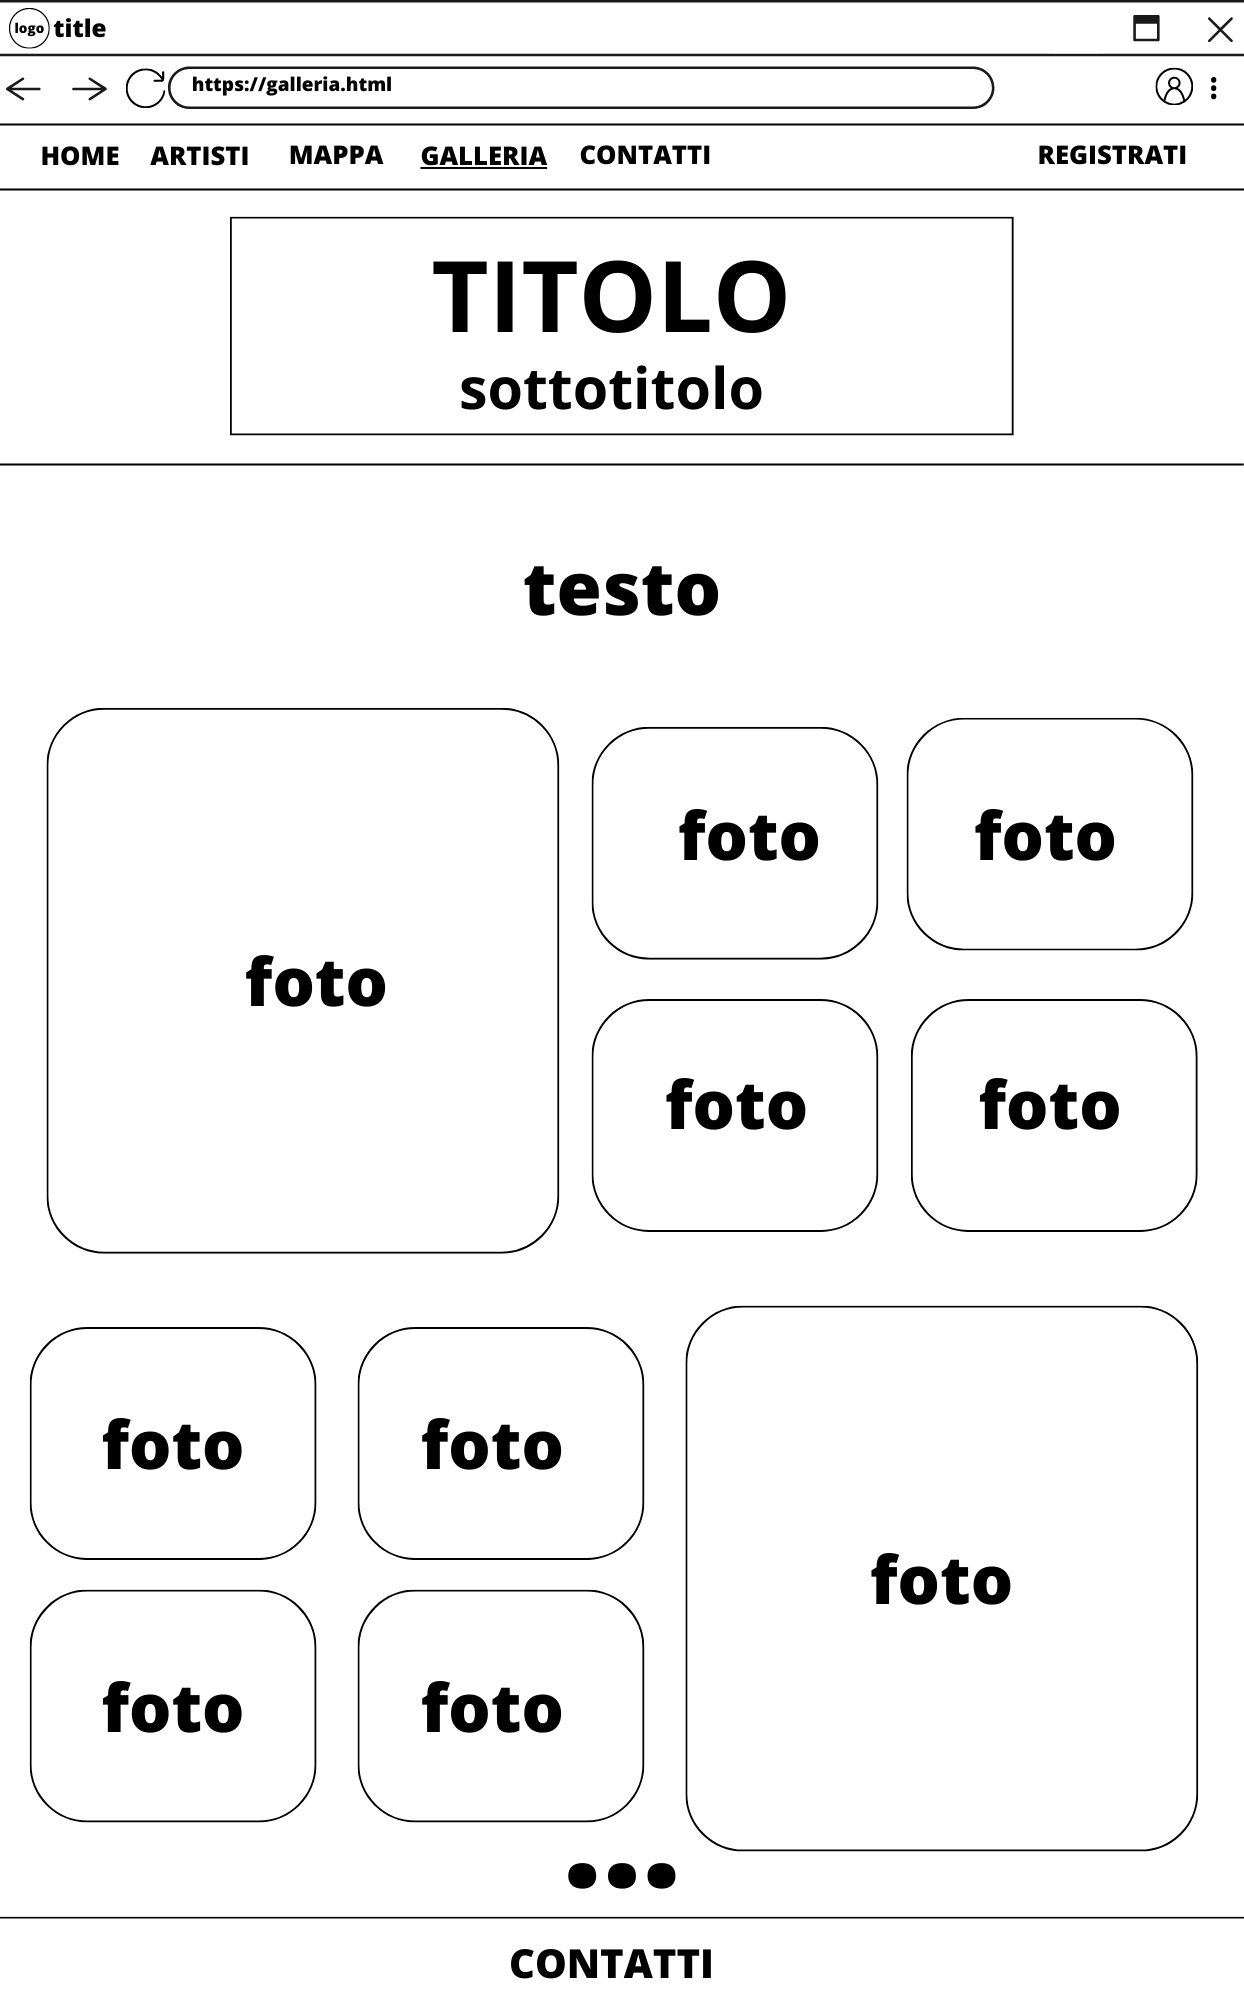 logo title
https://galleria.html
HOME ARTISTI MAPPA GALLERIA CONTATTI REGISTRATI
TITOLO
sottotitolo
testo
foto foto
foto
foto foto
foto foto
foto
foto foto
...
CONTATTI